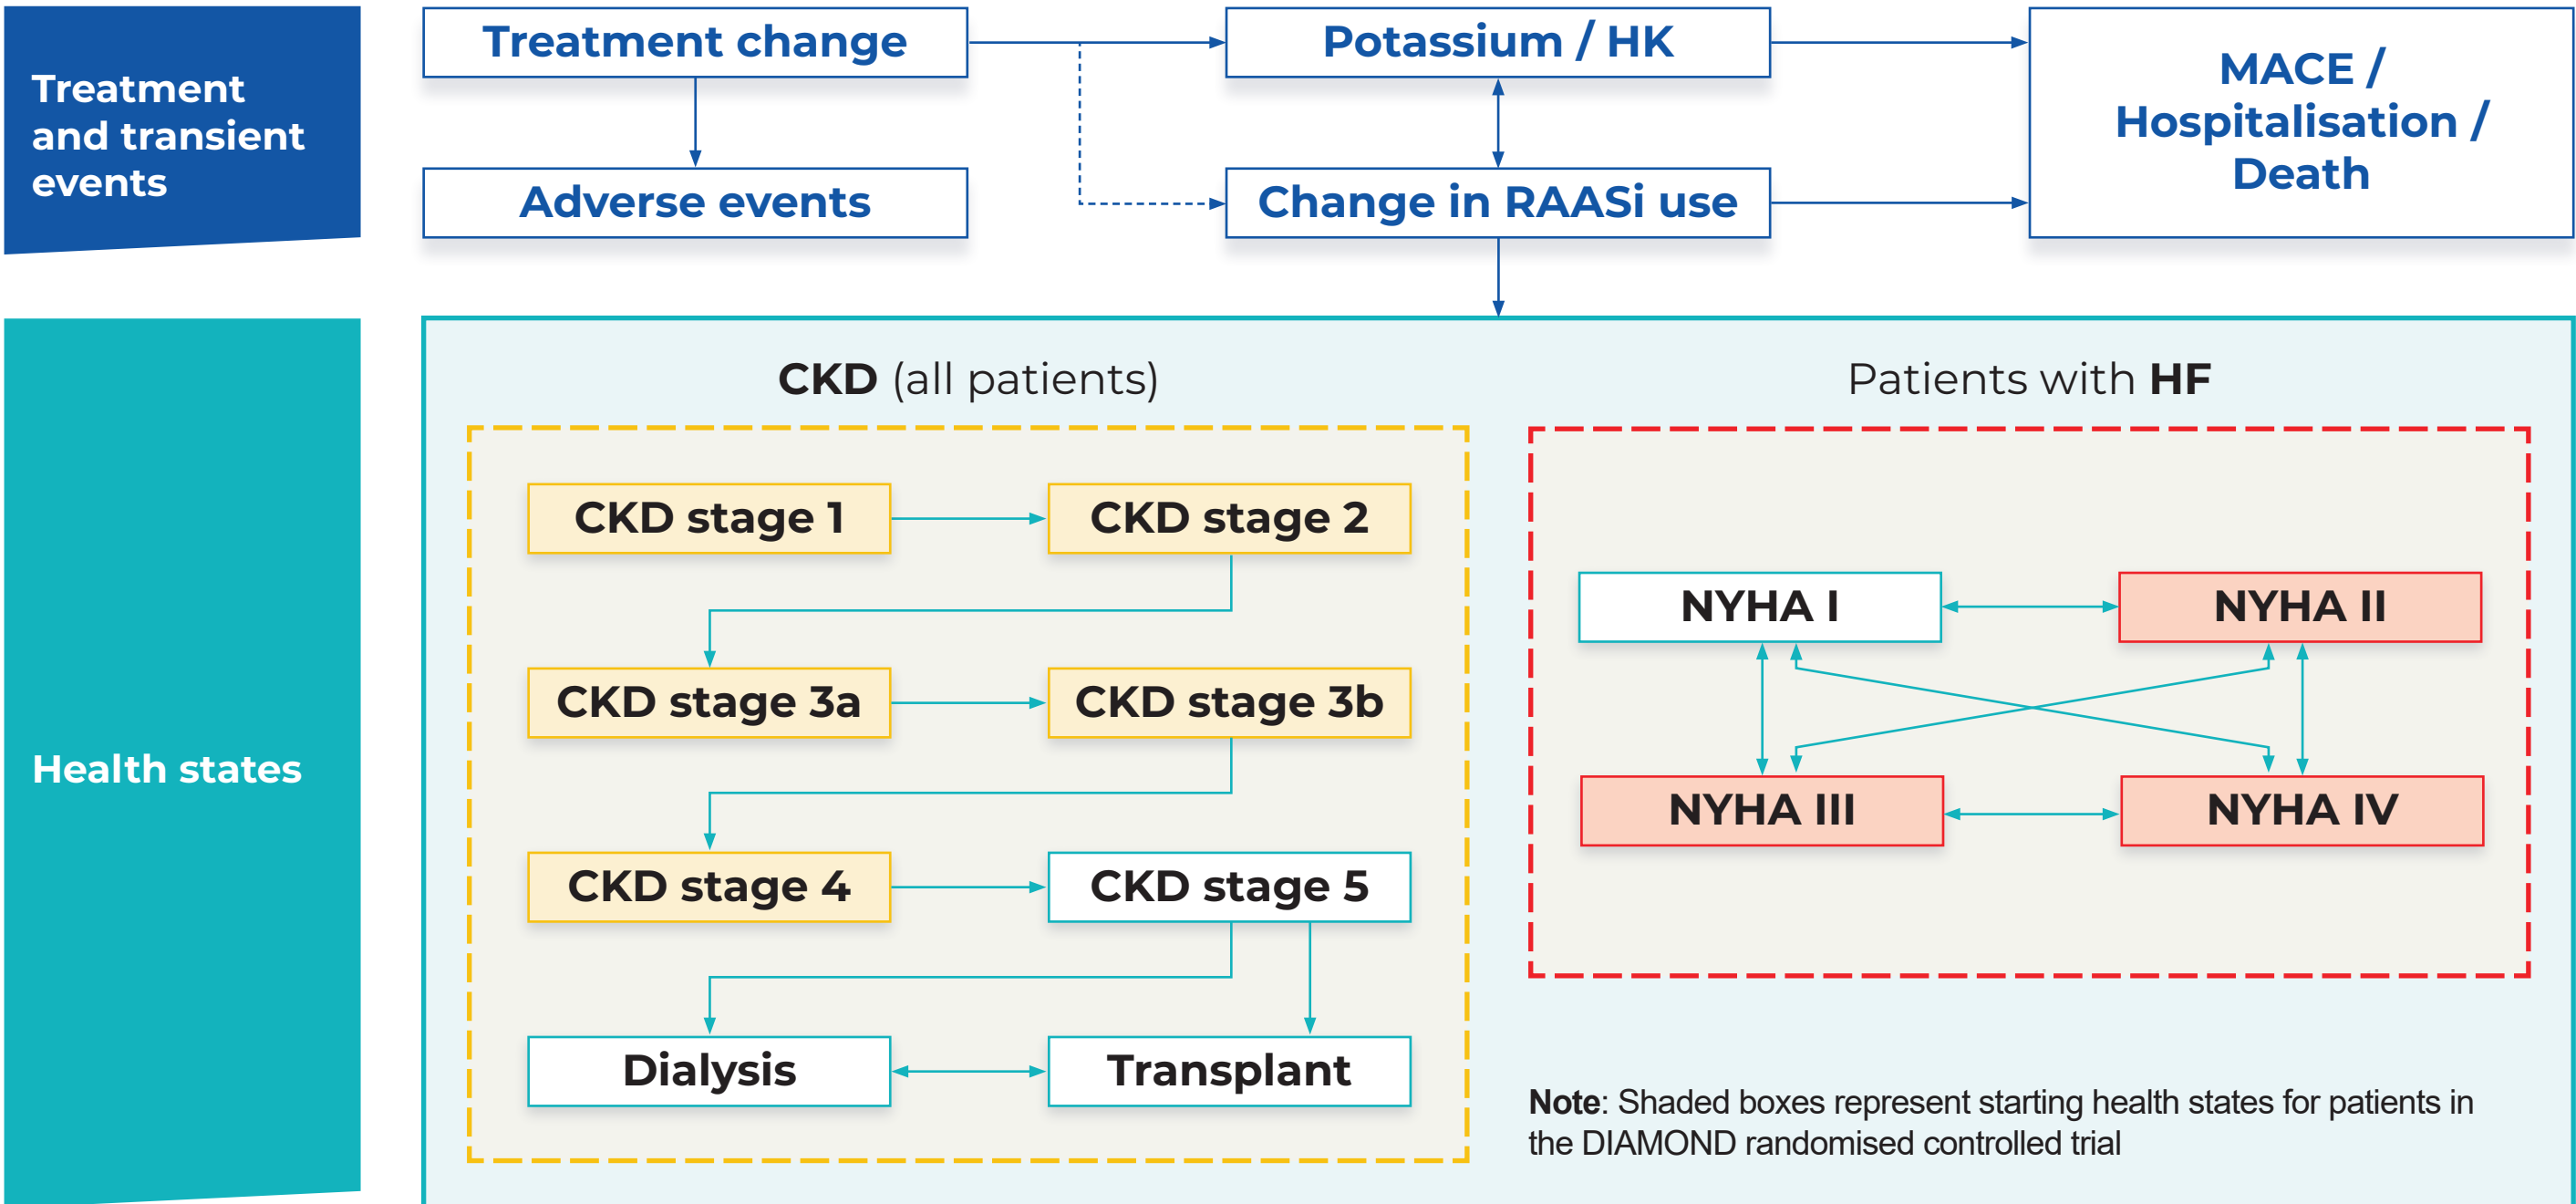 Treatment
and transient
events
Treatment change
Potassium / HK
MACE /
Hospitalisation /
Death
Adverse events
Change in RAASi use
Health states
CKD (all patients)
CKD stage 1
CKD stage 2
CKD stage 3a
CKD stage 3b
CKD stage 4
CKD stage 5
Dialysis
Transplant
Patients with HF
NYHA I
NYHA II
NYHA III
NYHA IV
Note: Shaded boxes represent starting health states for patients in
the DIAMOND randomised controlled trial